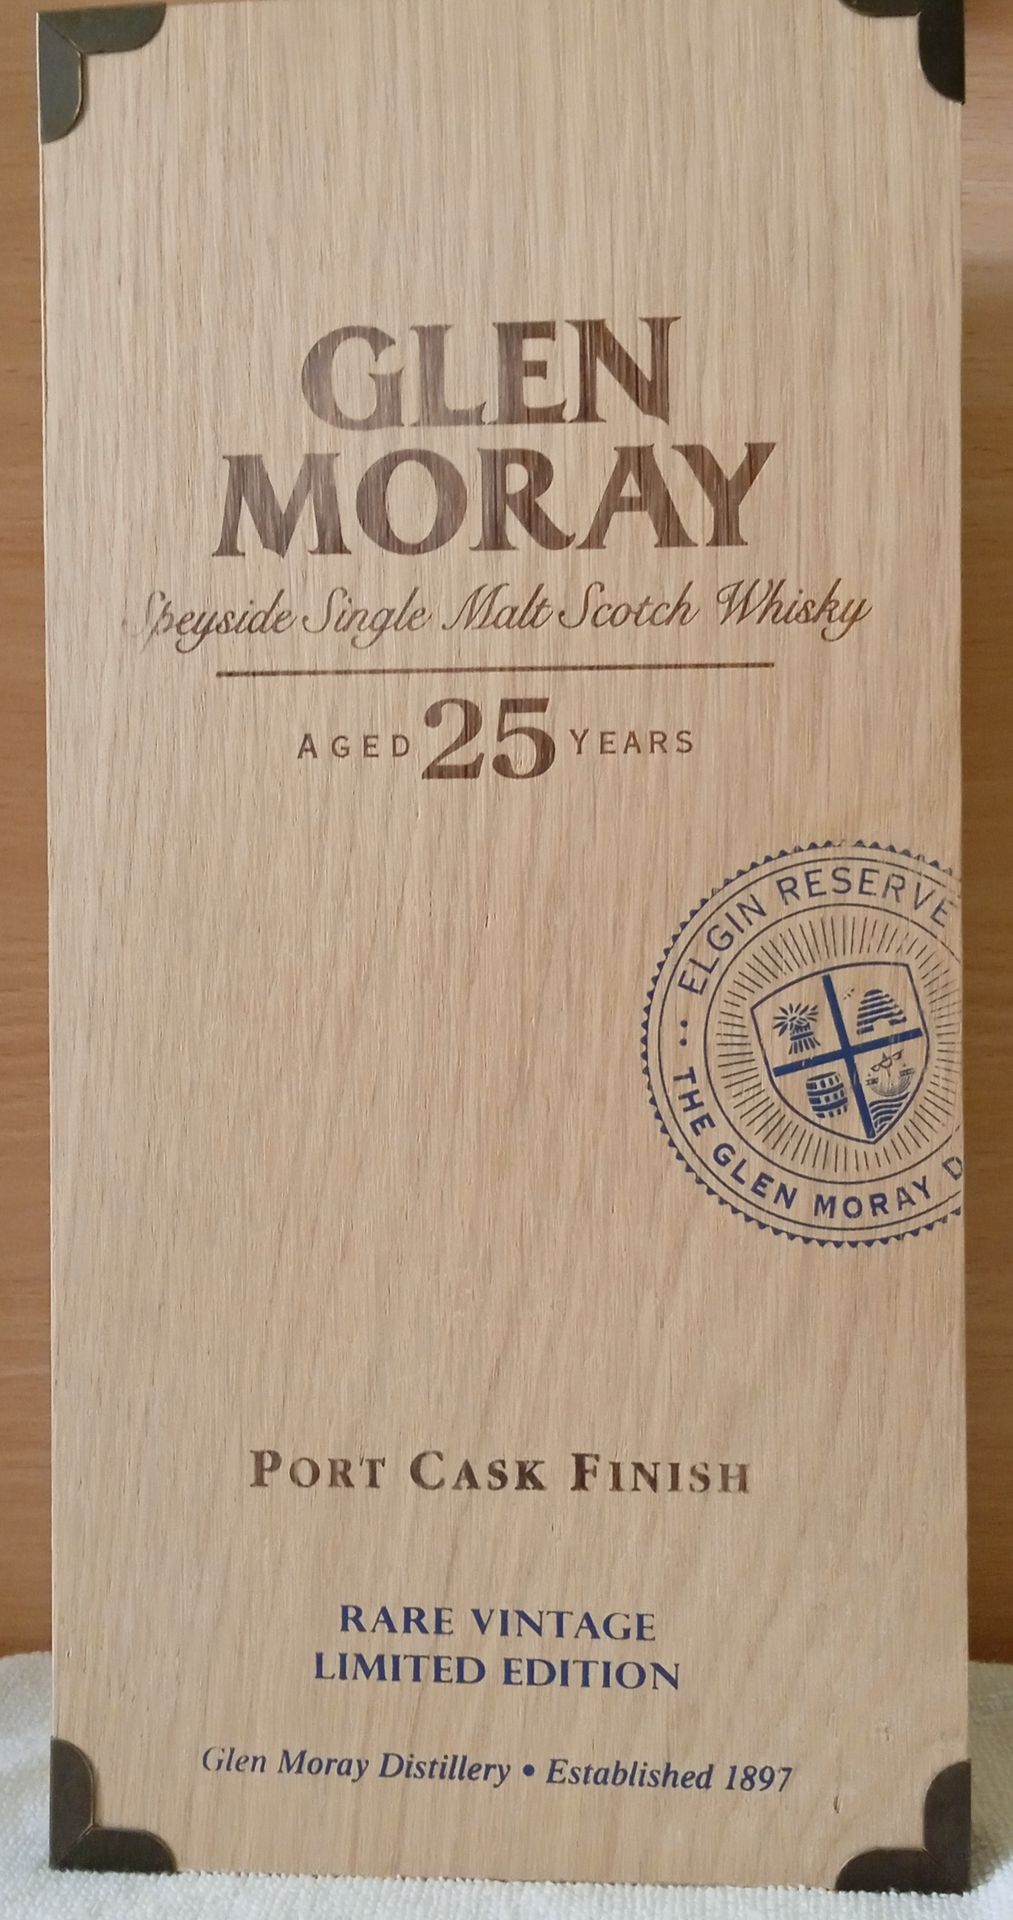 GLEN
MORAY
Speyside Single Malt Scotch Whisky
AGED 25 YEARS
ELGIN RESERVE
THE GLEN MORAY D
PORT CASK FINISH
RARE VINTAGE
LIMITED EDITION
Glen Moray Distillery • Established 1897